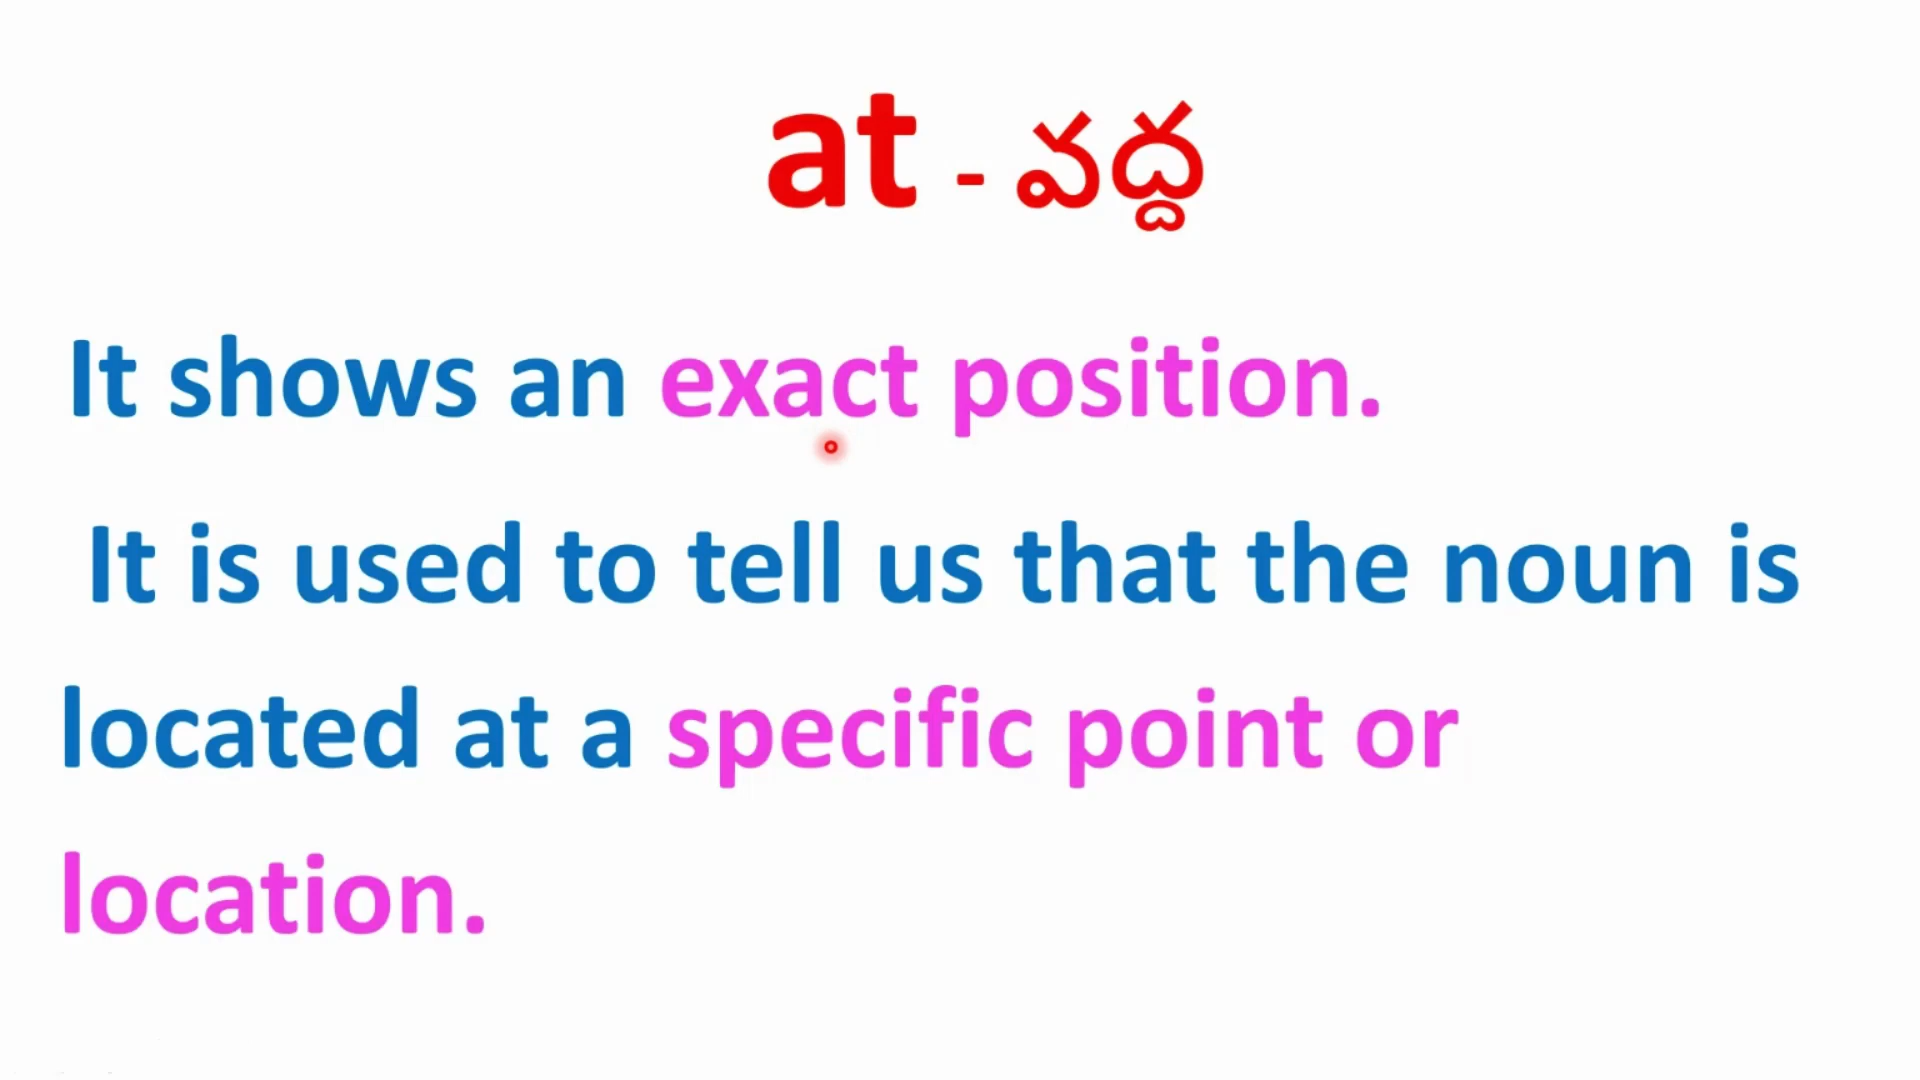 at - వద్ద
It shows an exact position.
It is used to tell us that the noun is
located at a specific point or
location.